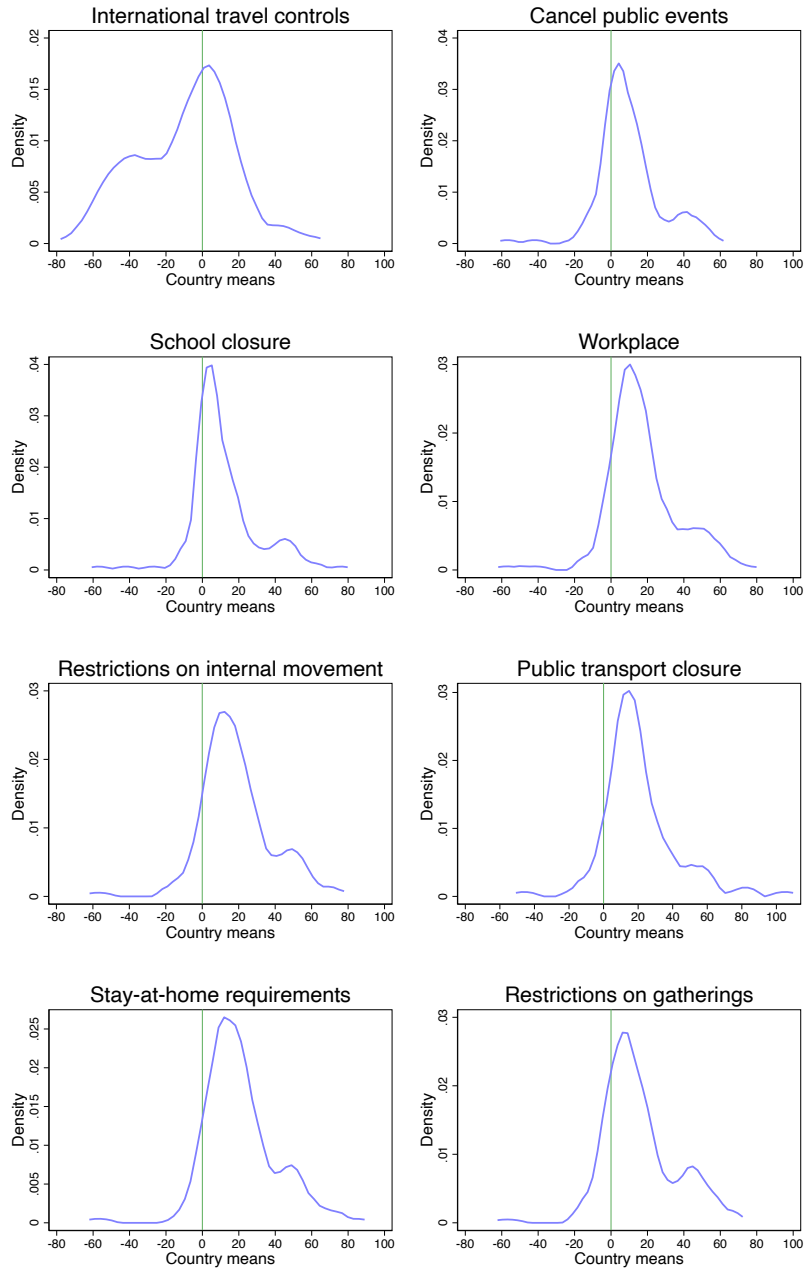 International travel controls
Density
0 .005 .01 .015 .02
-80 -60 -40 -20 0 20 40 60 80 100
Country means
Cancel public events
Density
0 .01 .02 .03 .04
-80 -60 -40 -20 0 20 40 60 80 100
Country means
School closure
Density
0 .01 .02 .03 .04
-80 -60 -40 -20 0 20 40 60 80 100
Country means
Workplace
Density
0 .01 .02 .03
-80 -60 -40 -20 0 20 40 60 80 100
Country means
Restrictions on internal movement
Density
0 .01 .02 .03
-80 -60 -40 -20 0 20 40 60 80 100
Country means
Public transport closure
Density
0 .01 .02 .03
-80 -60 -40 -20 0 20 40 60 80 100
Country means
Stay-at-home requirements
Density
0 .005 .01 .015 .02 .025
-80 -60 -40 -20 0 20 40 60 80 100
Country means
Restrictions on gatherings
Density
0 .01 .02 .03
-80 -60 -40 -20 0 20 40 60 80 100
Country means